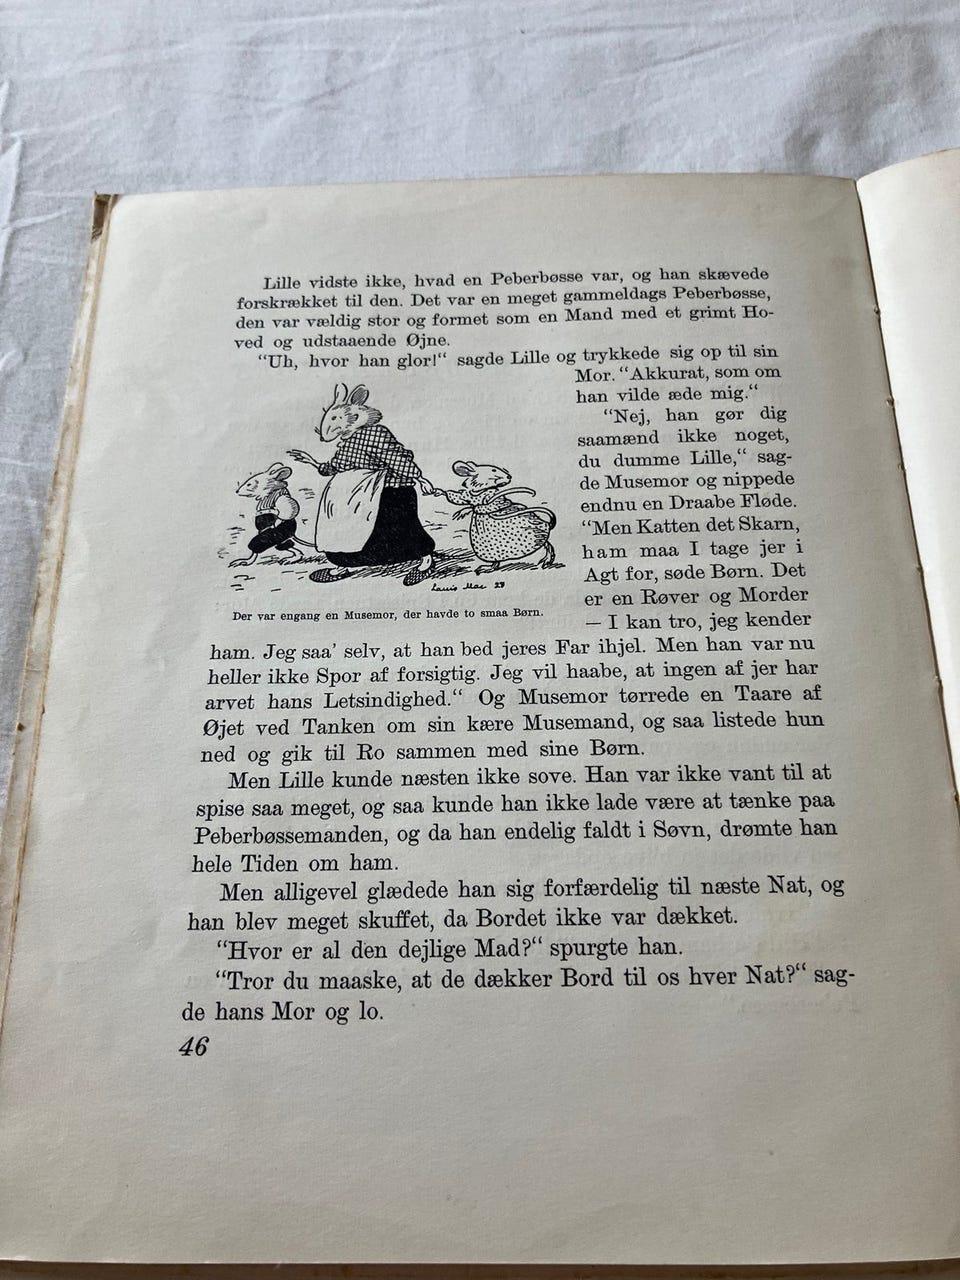 Lille vidste ikke, hvad en Peberbøsse var, og han skævede
forskrækket til den. Det var en meget gammeldags Peberbøsse,
den var vældig stor og formet som en Mand med et grimt Ho-
ved og udstaaende Øjne.
"Uh, hvor han glor!“ sagde Lille og trykkede sig op til sin
Mor. "Akkurat, som om
han vilde æde mig.“
"Nej, han gør dig
saamænd ikke noget,
du dumme Lille,“ sag-
de Musemor og nippede
endnu en Draabe Fløde.
"Men Katten det Skarn,
ham maa I tage jer i
Agt for, søde Børn. Det
er en Røver og Morder
— I kan tro, jeg kender
Louis Moe 23
Der var engang en Musemor, der havde to smaa Børn.
ham. Jeg saa' selv, at han bed jeres Far ihjel. Men han var nu
heller ikke Spor af forsigtig. Jeg vil haabe, at ingen af jer har
arvet hans Letsindighed.“ Og Musemor tørrede en Taare af
Øjet ved Tanken om sin kære Musemand, og saa listede hun
ned og gik til Ro sammen med sine Børn.
Men Lille kunde næsten ikke sove. Han var ikke vant til at
spise saa meget, og saa kunde han ikke lade være at tænke paa
Peberbøssemanden, og da han endelig faldt i Søvn, drømte han
hele Tiden om ham.
Men alligevel glædede han sig forfærdelig til næste Nat, og
han blev meget skuffet, da Bordet ikke var dækket.
"Hvor er al den dejlige Mad?“ spurgte han.
"Tror du maaske, at de dækker Bord til os hver Nat?“ sag-
de hans Mor og lo.
46